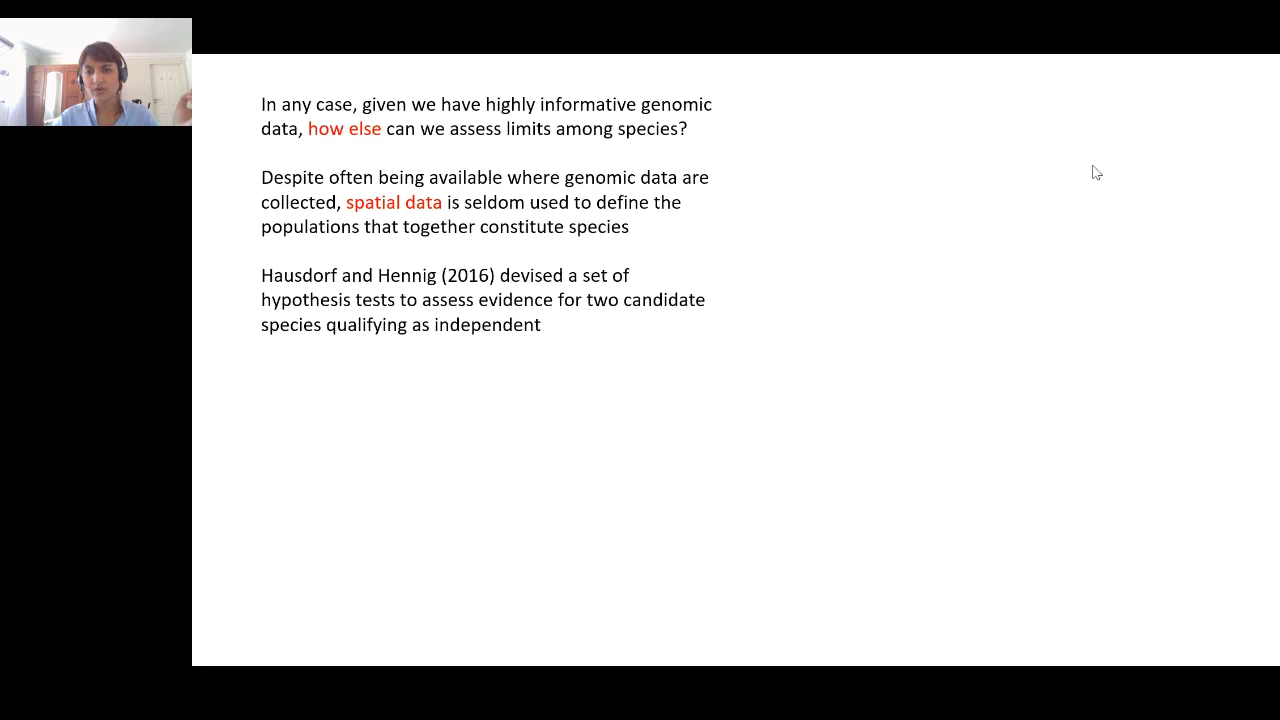 In any case, given we have highly informative genomic
data, how else can we assess limits among species?
Despite often being available where genomic data are
collected, spatial data is seldom used to define the
populations that together constitute species
Hausdorf and Hennig (2016) devised a set of
hypothesis tests to assess evidence for two candidate
species qualifying as independent